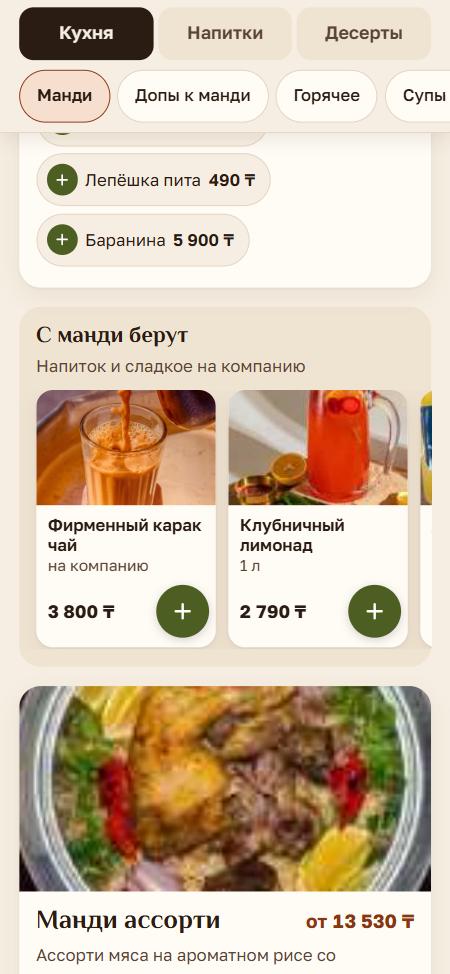 Кухня
Напитки
Десерты
Манди
Допы к манди
Горячее
Супы
Лепёшка пита 490 ₸
Баранина 5 900 ₸
С манди берут
Напиток и сладкое на компанию
Фирменный карак
чай
на компанию
3 800 ₸
Клубничный
лимонад
1 л
2 790 ₸
Манди ассорти
от 13 530 ₸
Ассорти мяса на ароматном рисе со